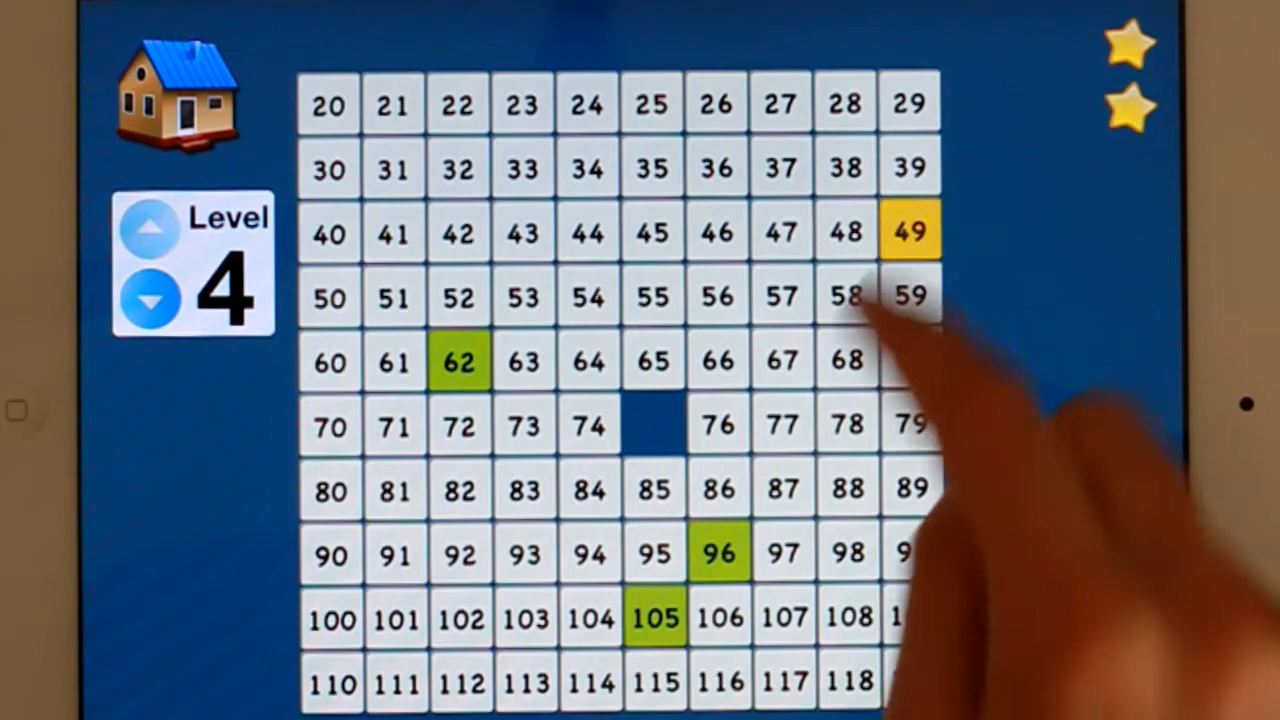 Level
4
20 21 22 23 24 25 26 27 28 29
30 31 32 33 34 35 36 37 38 39
40 41 42 43 44 45 46 47 48 49
50 51 52 53 54 55 56 57 58 59
60 61 62 63 64 65 66 67 68
70 71 72 73 74 76 77 78 79
80 81 82 83 84 85 86 87 88 89
90 91 92 93 94 95 96 97 98
100 101 102 103 104 105 106 107 108
110 111 112 113 114 115 116 117 118